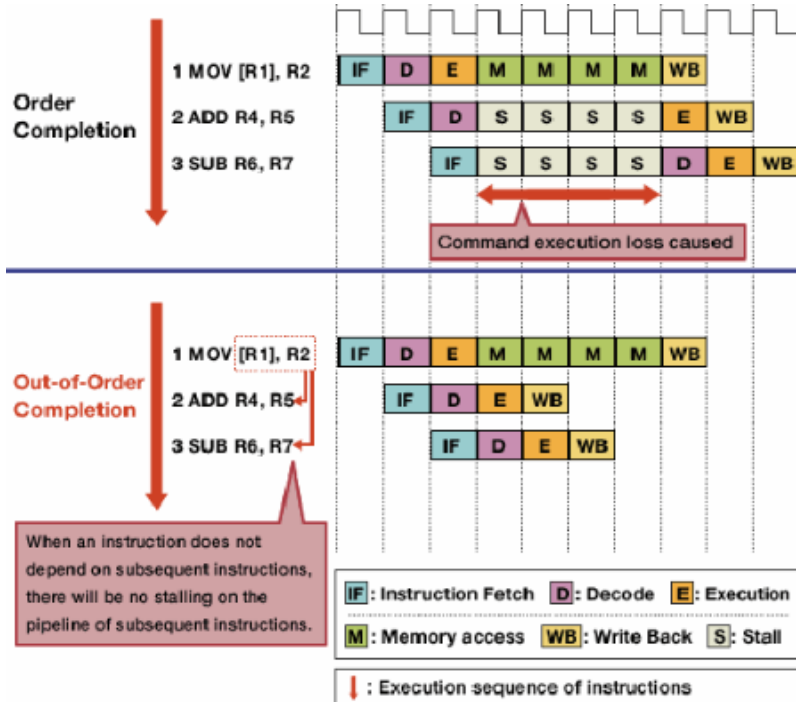 1 MOV [R1], R2
IF D E M M M M WB
Order
Completion
2 ADD R4, R5
IF D S S S S E WB
3 SUB R6, R7
IF S S S S D E WB
Command execution loss caused
1 MOV [R1], R2
IF D E M M M M WB
Out-of-Order
Completion
2 ADD R4, R5
IF D E WB
3 SUB R6, R7
IF D E WB
When an instruction does not
depend on subsequent instructions,
there will be no stalling on the
pipeline of subsequent instructions.
IF : Instruction Fetch D : Decode E : Execution
M : Memory access WB : Write Back S : Stall
: Execution sequence of instructions